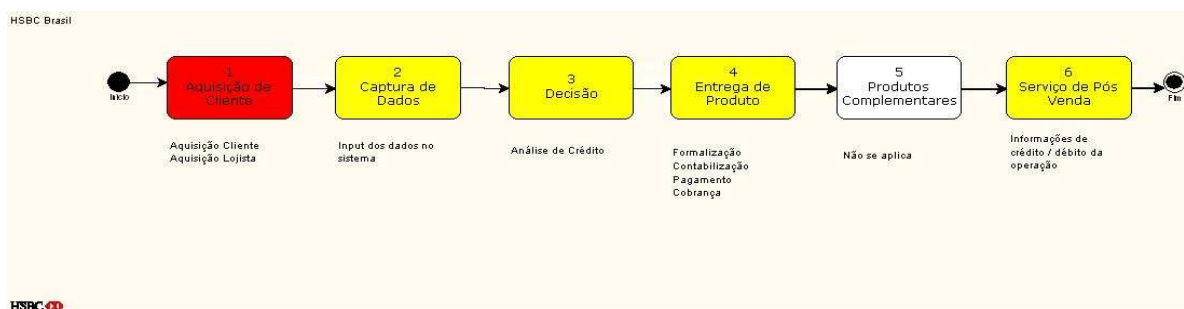 HSBC Brasil
Início
1
Aquisição de
Cliente
2
Captura de
Dados
3
Decisão
4
Entrega de
Produto
5
Produtos
Complementares
6
Serviço de Pós
Venda
Fim
Aquisição Cliente
Aquisição Lojista
Input dos dados no
sistema
Análise de Crédito
Formalização
Contabilização
Pagamento
Cobrança
Não se aplica
Informações de
crédito / débito da
operação
HSBC